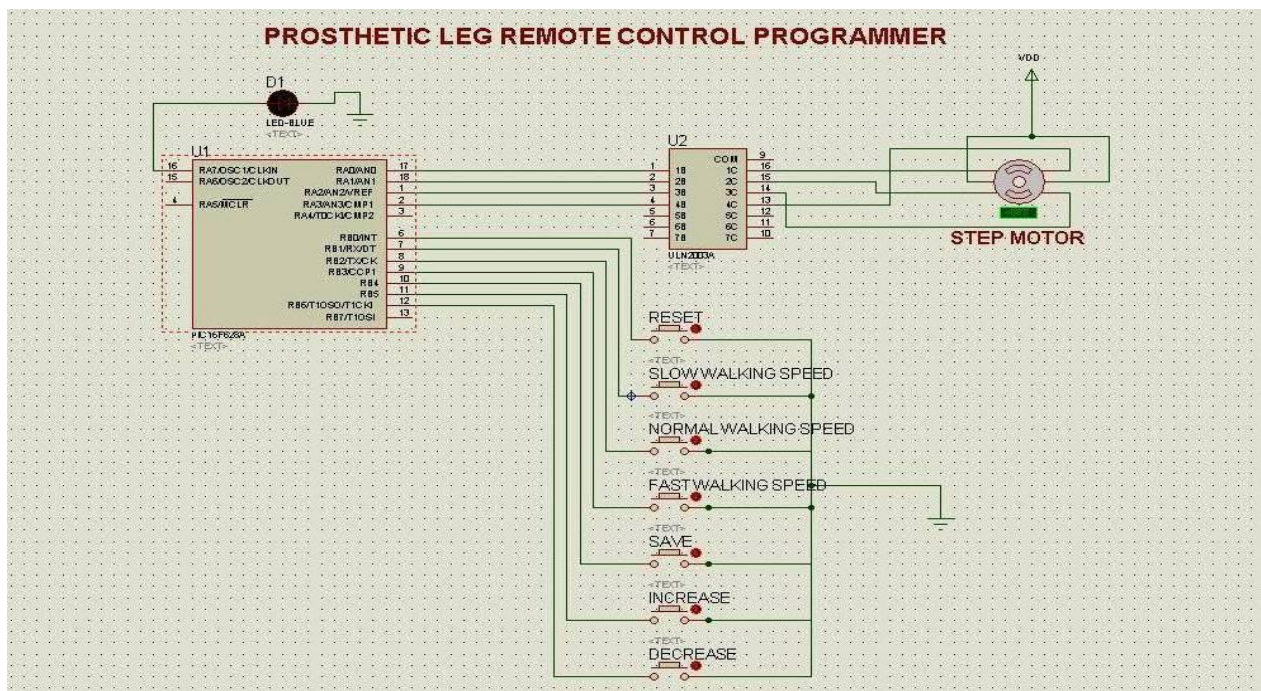 PROSTHETIC LEG REMOTE CONTROL PROGRAMMER
VDD
D1
LED-BLUE
<TEXT>
U1
16 RA7/OSC1/CLKIN RA0/AN0 17
15 RA6/OSC2/CLKOUT RA1/AN1 18
RA2/AN2/VREF 1
4 RA5/MCLR RA3/AN3/CMP1 2
RA4/T0CKI/CMP2 3
RB0/INT 6
RB1/RX/DT 7
RB2/TX/CK 8
RB3/CCP1 9
RB4 10
RB5 11
RB6/T1OSO/T1CKI 12
RB7/T1OSI 13
PIC16F628A
<TEXT>
U2
COM 9
1 1B 1C 16
2 2B 2C 15
3 3B 3C 14
4 4B 4C 13
5 5B 5C 12
6 6B 6C 11
7 7B 7C 10
ULN2003A
<TEXT>
STEP MOTOR
RESET
<TEXT>
SLOW WALKING SPEED
<TEXT>
NORMAL WALKING SPEED
<TEXT>
FAST WALKING SPEED
<TEXT>
SAVE
<TEXT>
INCREASE
<TEXT>
DECREASE